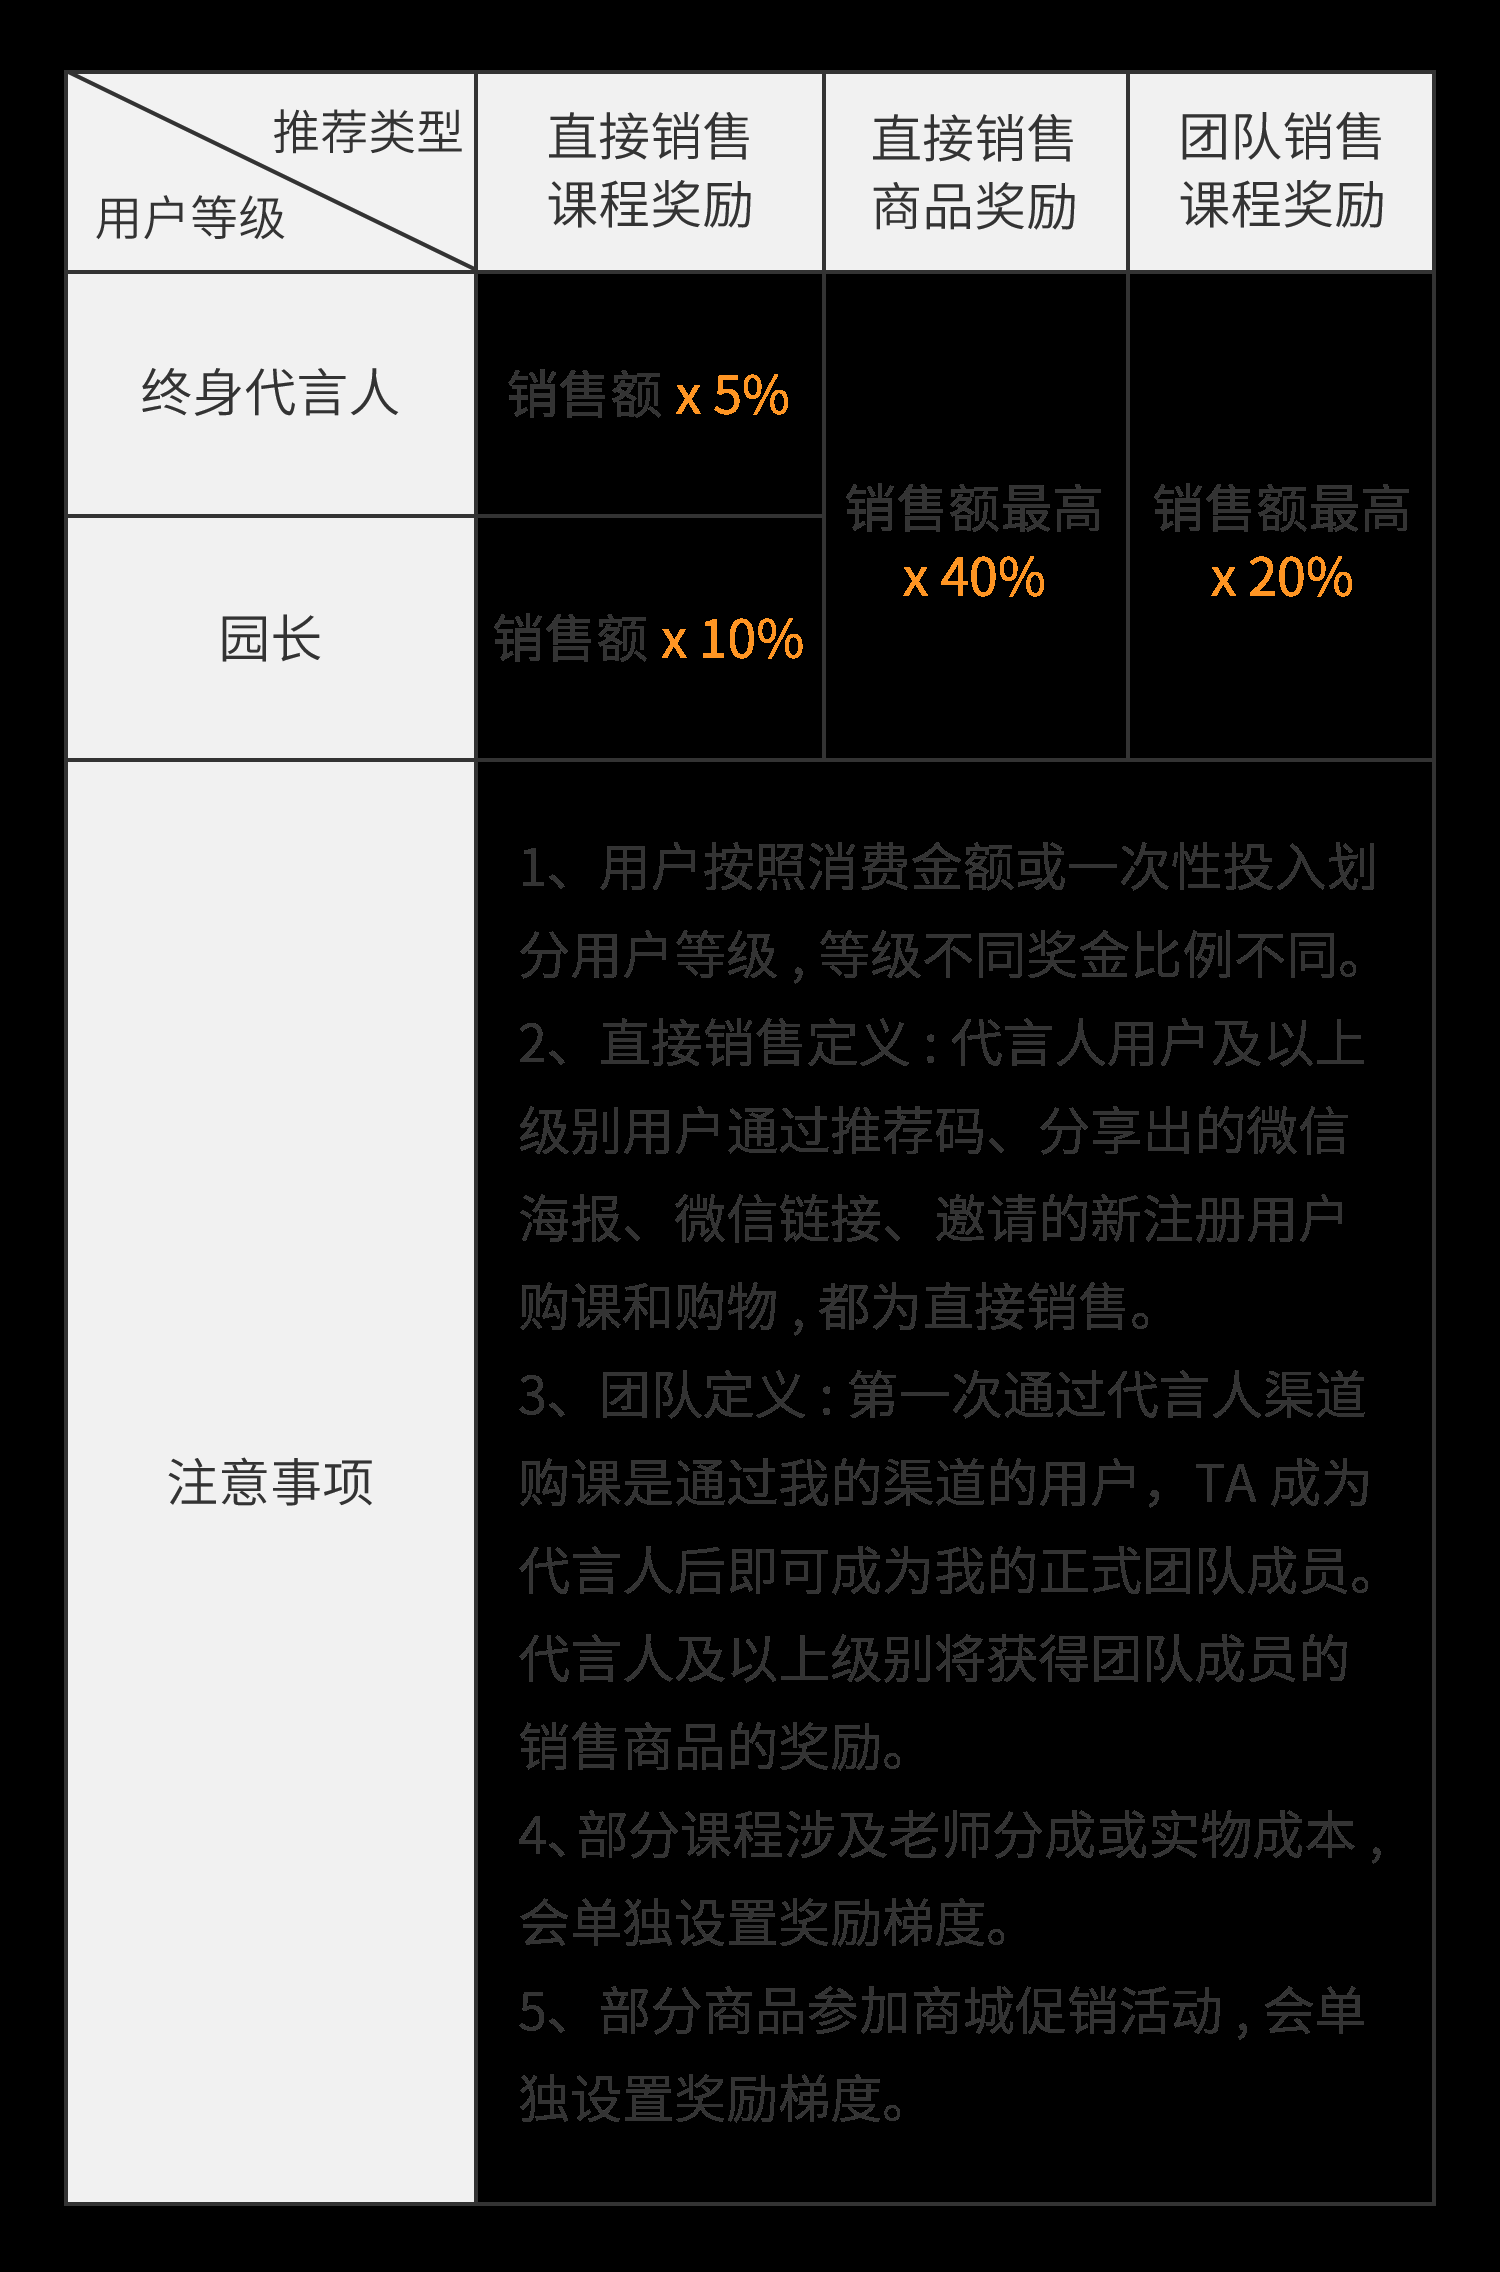 推荐类型
用户等级
直接销售
课程奖励
直接销售
商品奖励
团队销售
课程奖励
终身代言人
销售额 x 5%
销售额最高
x 40%
销售额最高
x 20%
园长
销售额 x 10%
注意事项
1、用户按照消费金额或一次性投入划
分用户等级,等级不同奖金比例不同。
2、直接销售定义:代言人用户及以上
级别用户通过推荐码、分享出的微信
海报、微信链接、邀请的新注册用户
购课和购物,都为直接销售。
3、团队定义:第一次通过代言人渠道
购课是通过我的渠道的用户，TA 成为
代言人后即可成为我的正式团队成员。
代言人及以上级别将获得团队成员的
销售商品的奖励。
4、部分课程涉及老师分成或实物成本,
会单独设置奖励梯度。
5、部分商品参加商城促销活动,会单
独设置奖励梯度。